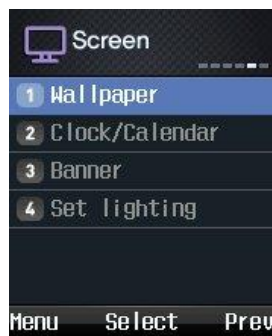 Screen
1 Wallpaper
2 Clock/Calendar
3 Banner
4 Set lighting
Menu Select Prev